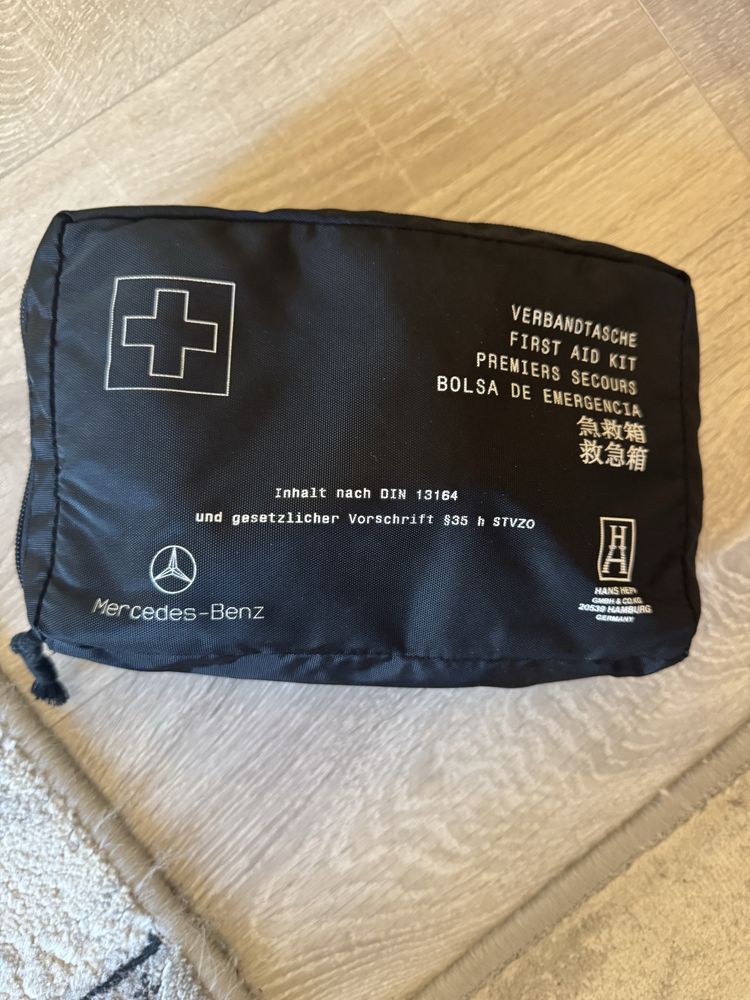 VERBANDTASCHE
FIRST AID KIT
PREMIERS SECOURS
BOLSA DE EMERGENCIA
急救箱
救急箱
Inhalt nach DIN 13164
und gesetzlicher Vorschrift §35 h STVZO
Mercedes-Benz
HH
HANS
GMBH & CO.KG
20539 HAMBURG
GERMANY